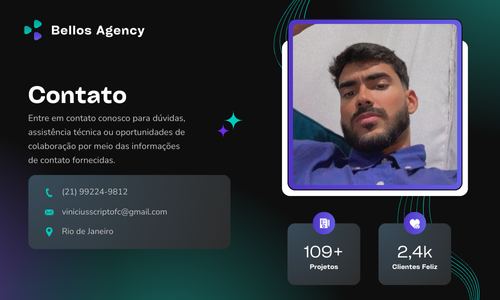 Bellos Agency
Contato
Entre em contato conosco para dúvidas,
assistência técnica ou oportunidades de
colaboração por meio das informações
de contato fornecidas.
(21) 99224-9812
viniciusscriptofc@gmail.com
Rio de Janeiro
109+
Projetos
2,4k
Clientes Feliz